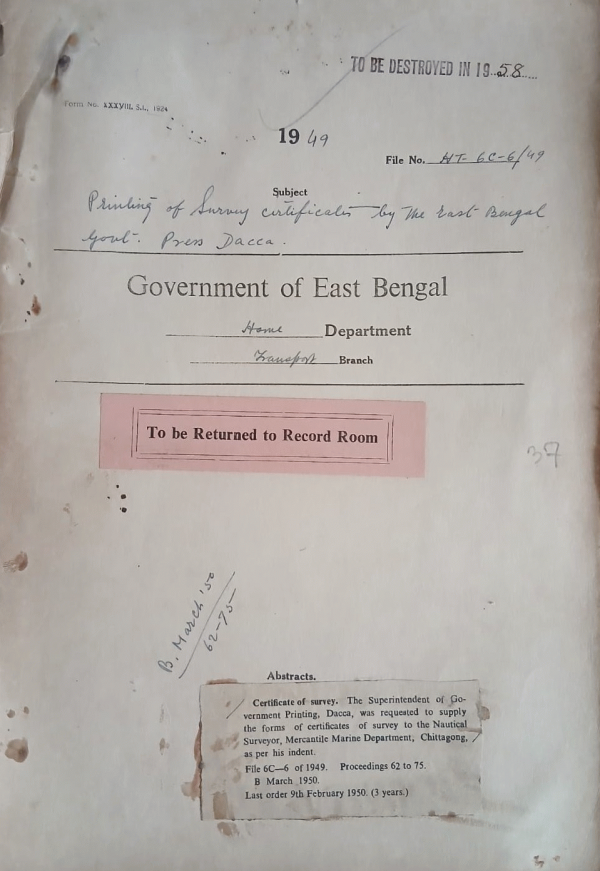 TO BE DESTROYED IN 19 58
Form No. XXXVIII, S.L., 1934
1949
File No. HT- 6C-6/49
Subject
Printing of Survey certificates by the East Bengal
Govt. Press Dacca.
Government of East Bengal
Home Department
Transport Branch
To be Returned to Record Room
37
B. March '50
62-75
Abstracts.
Certificate of survey. The Superintendent of Go-
vernment Printing, Dacca, was requested to supply
the forms of certificates of survey to the Nautical
Surveyor, Mercantile Marine Department, Chittagong,
as per his indent.
File 6C—6 of 1949. Proceedings 62 to 75.
B March 1950.
Last order 9th February 1950. (3 years.)